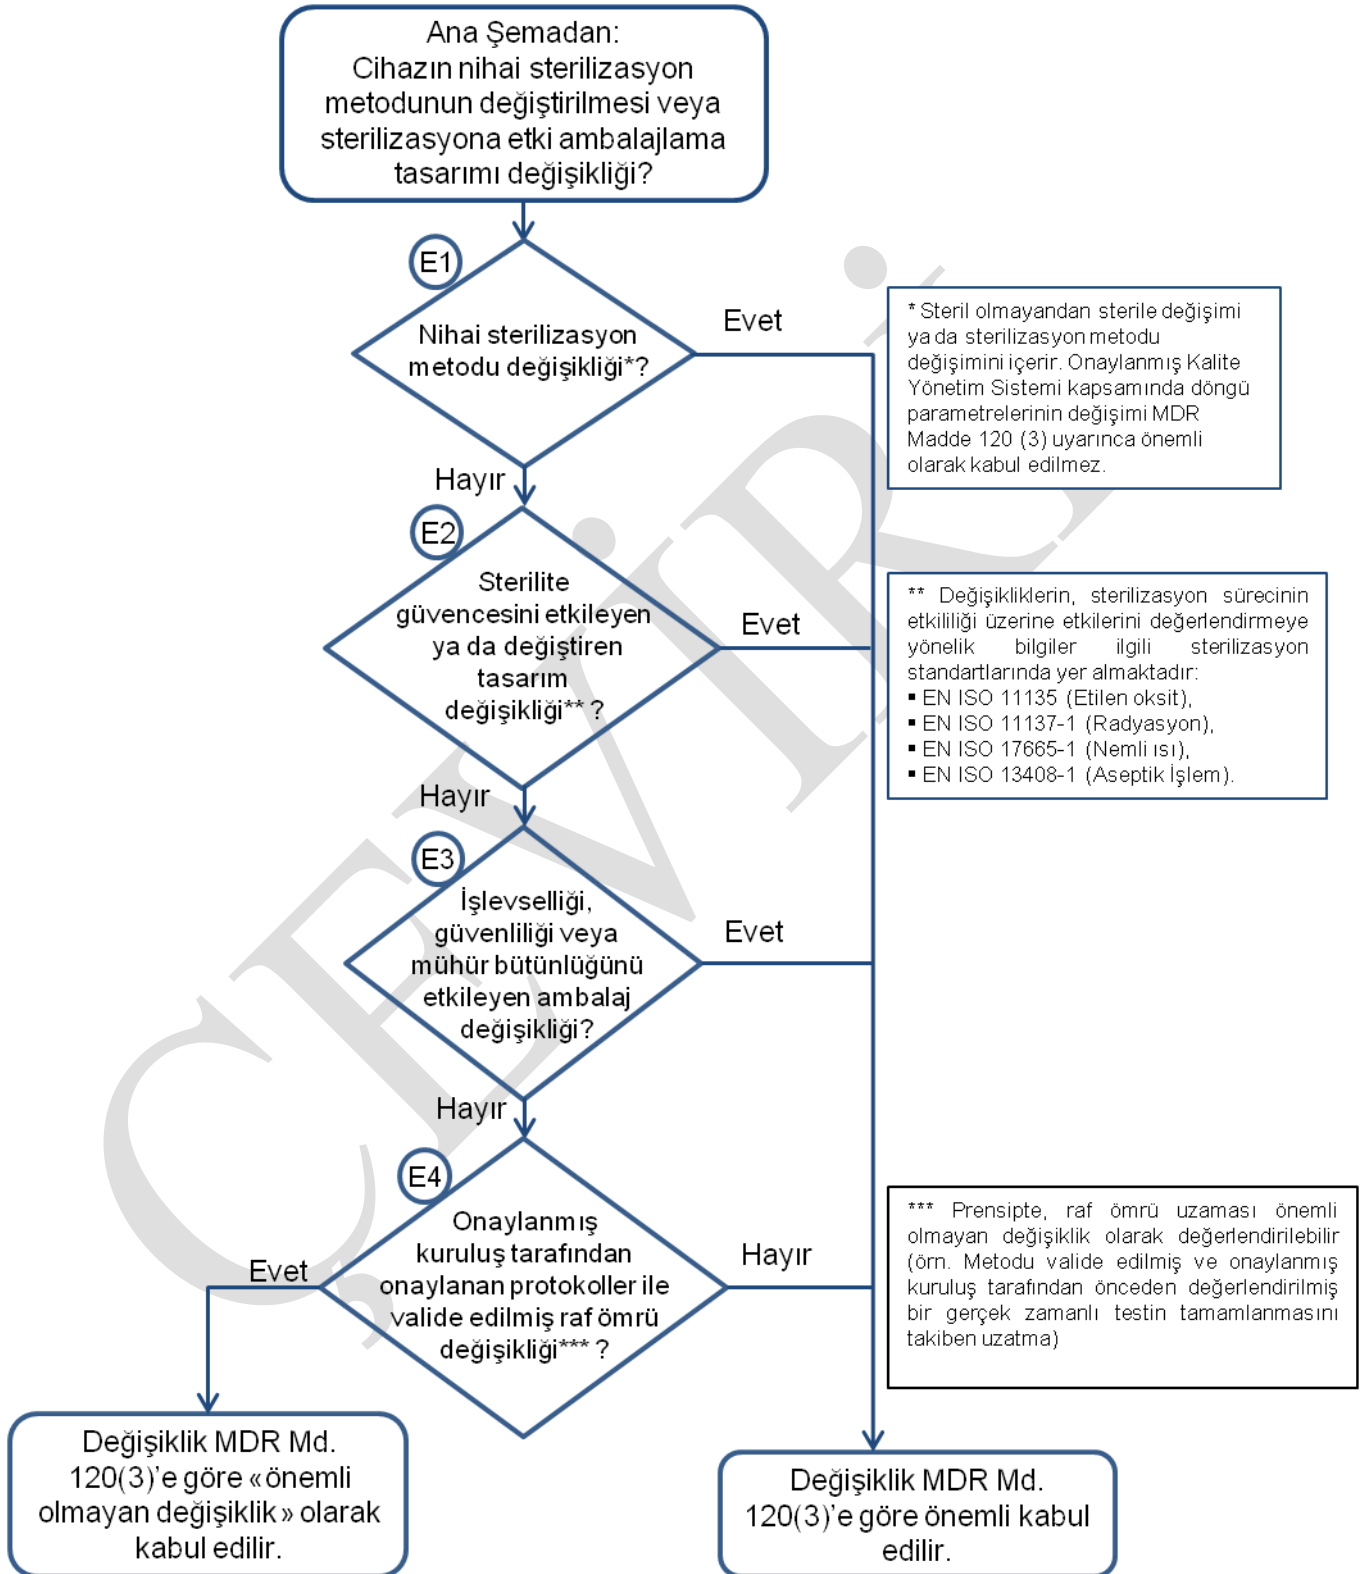 Ana Şemadan:
Cihazın nihai sterilizasyon
metodunun değiştirilmesi veya
sterilizasyona etki ambalajlama
tasarımı değişikliği?
E1
Nihai sterilizasyon
metodu değişikliği*?
Evet
* Steril olmayandan sterile değişimi
ya da sterilizasyon metodu
değişimini içerir. Onaylanmış Kalite
Yönetim Sistemi kapsamında döngü
parametrelerinin değişimi MDR
Madde 120 (3) uyarınca önemli
olarak kabul edilmez.
Hayır
E2
Sterilite
güvencesini etkileyen
ya da değiştiren
tasarım
değişikliği** ?
Evet
** Değişikliklerin, sterilizasyon sürecinin
etkililiği üzerine etkilerini değerlendirmeye
yönelik bilgiler ilgili sterilizasyon
standartlarında yer almaktadır:
▪ EN ISO 11135 (Etilen oksit),
▪ EN ISO 11137-1 (Radyasyon),
▪ EN ISO 17665-1 (Nemli ısı),
▪ EN ISO 13408-1 (Aseptik İşlem).
Hayır
E3
İşlevselliği,
güvenliliği veya
mühür bütünlüğünü
etkileyen ambalaj
değişikliği?
Evet
Hayır
E4
Onaylanmış
kuruluş tarafından
onaylanan protokoller ile
valide edilmiş raf ömrü
değişikliği*** ?
Evet
Hayır
*** Prensipte, raf ömrü uzaması önemli
olmayan değişiklik olarak değerlendirilebilir
(örn. Metodu valide edilmiş ve onaylanmış
kuruluş tarafından önceden değerlendirilmiş
bir gerçek zamanlı testin tamamlanmasını
takiben uzatma)
Değişiklik MDR Md.
120(3)’e göre «önemli
olmayan değişiklik» olarak
kabul edilir.
Değişiklik MDR Md.
120(3)’e göre önemli kabul
edilir.
ÇEVİRİ